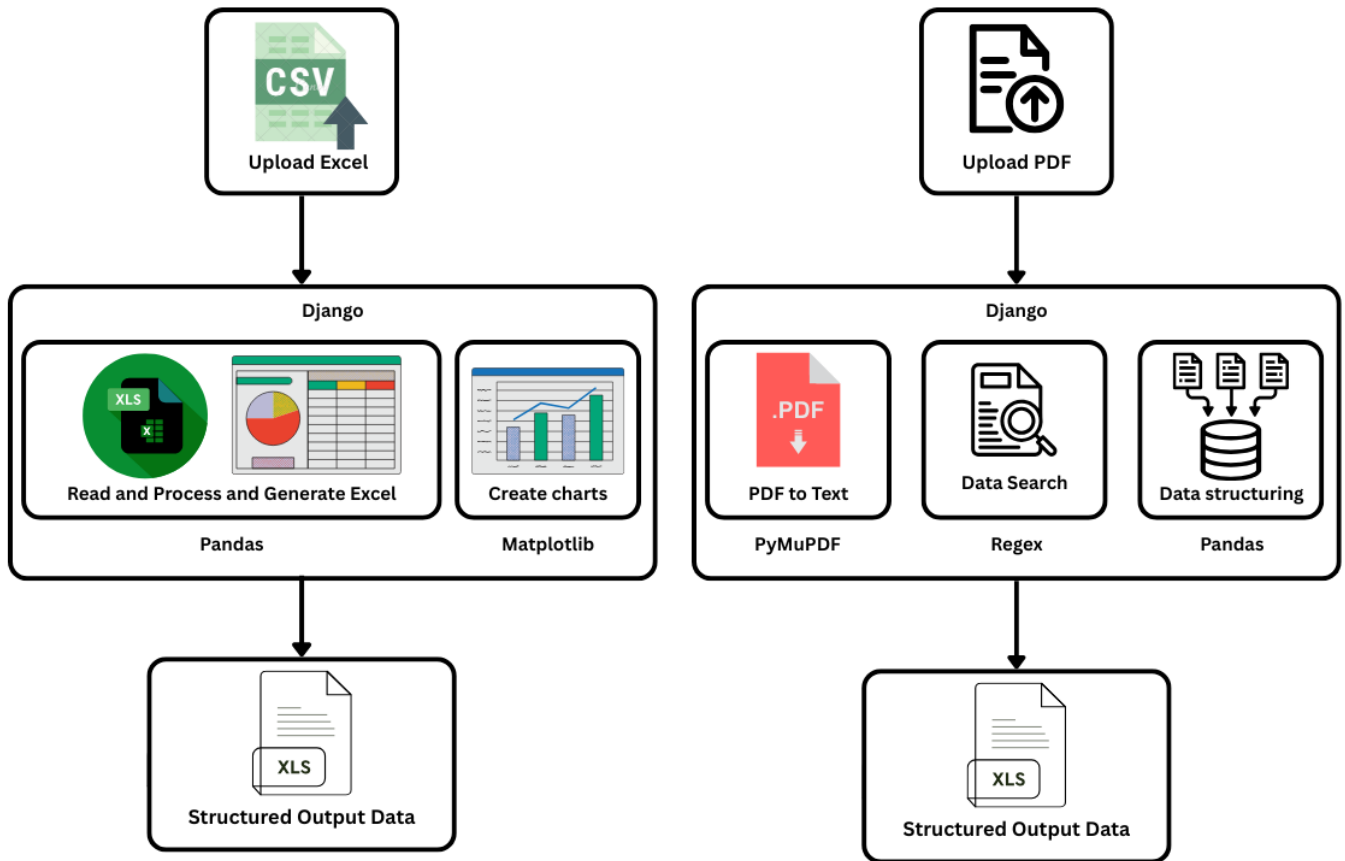 CSV
Upload Excel
Django
XLS
X
Read and Process and Generate Excel
Create charts
Pandas
Matplotlib
XLS
Structured Output Data
Upload PDF
Django
.PDF
PDF to Text
Data Search
Data structuring
PyMuPDF
Regex
Pandas
XLS
Structured Output Data